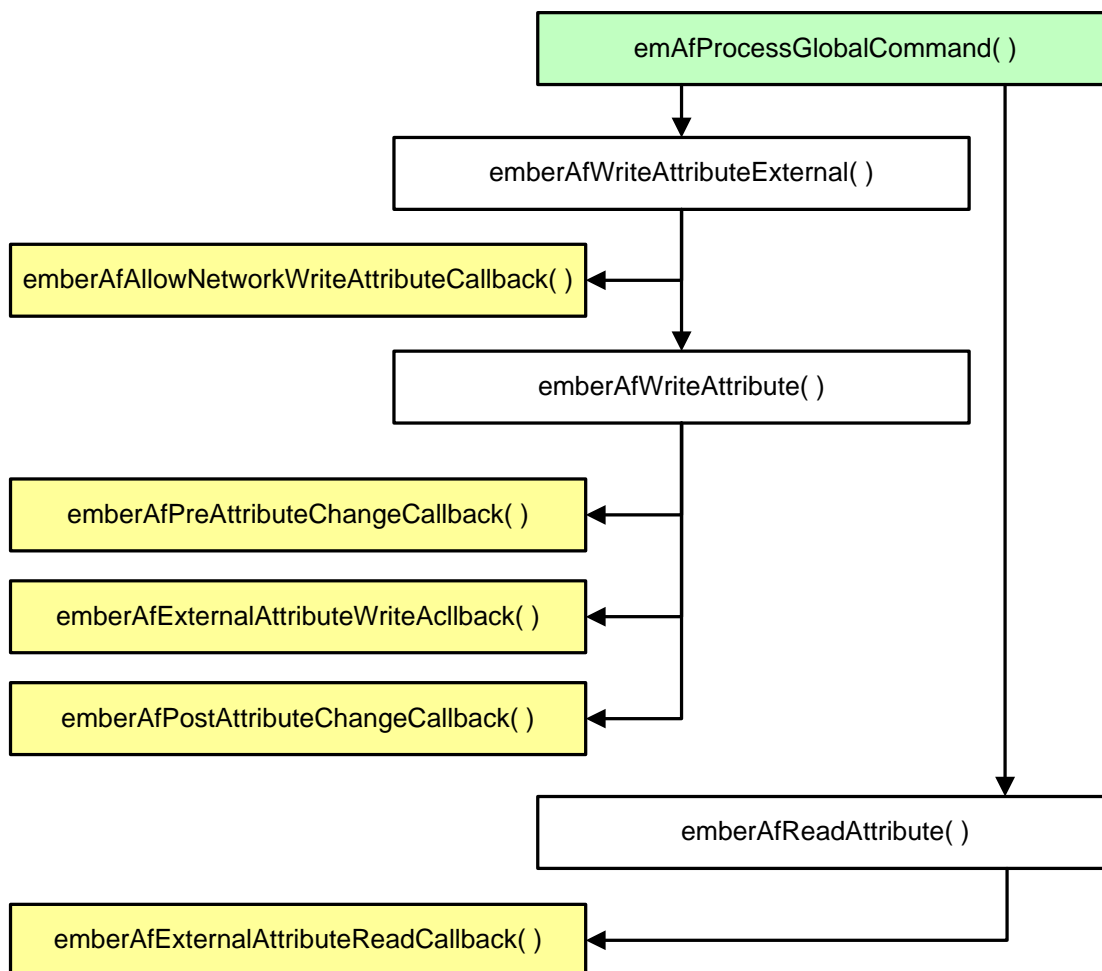 emAfProcessGlobalCommand( )
emberAfWriteAttributeExternal( )
emberAfAllowNetworkWriteAttributeCallback( )
emberAfWriteAttribute( )
emberAfPreAttributeChangeCallback( )
emberAfExternalAttributeWriteAcllback( )
emberAfPostAttributeChangeCallback( )
emberAfReadAttribute( )
emberAfExternalAttributeReadCallback( )